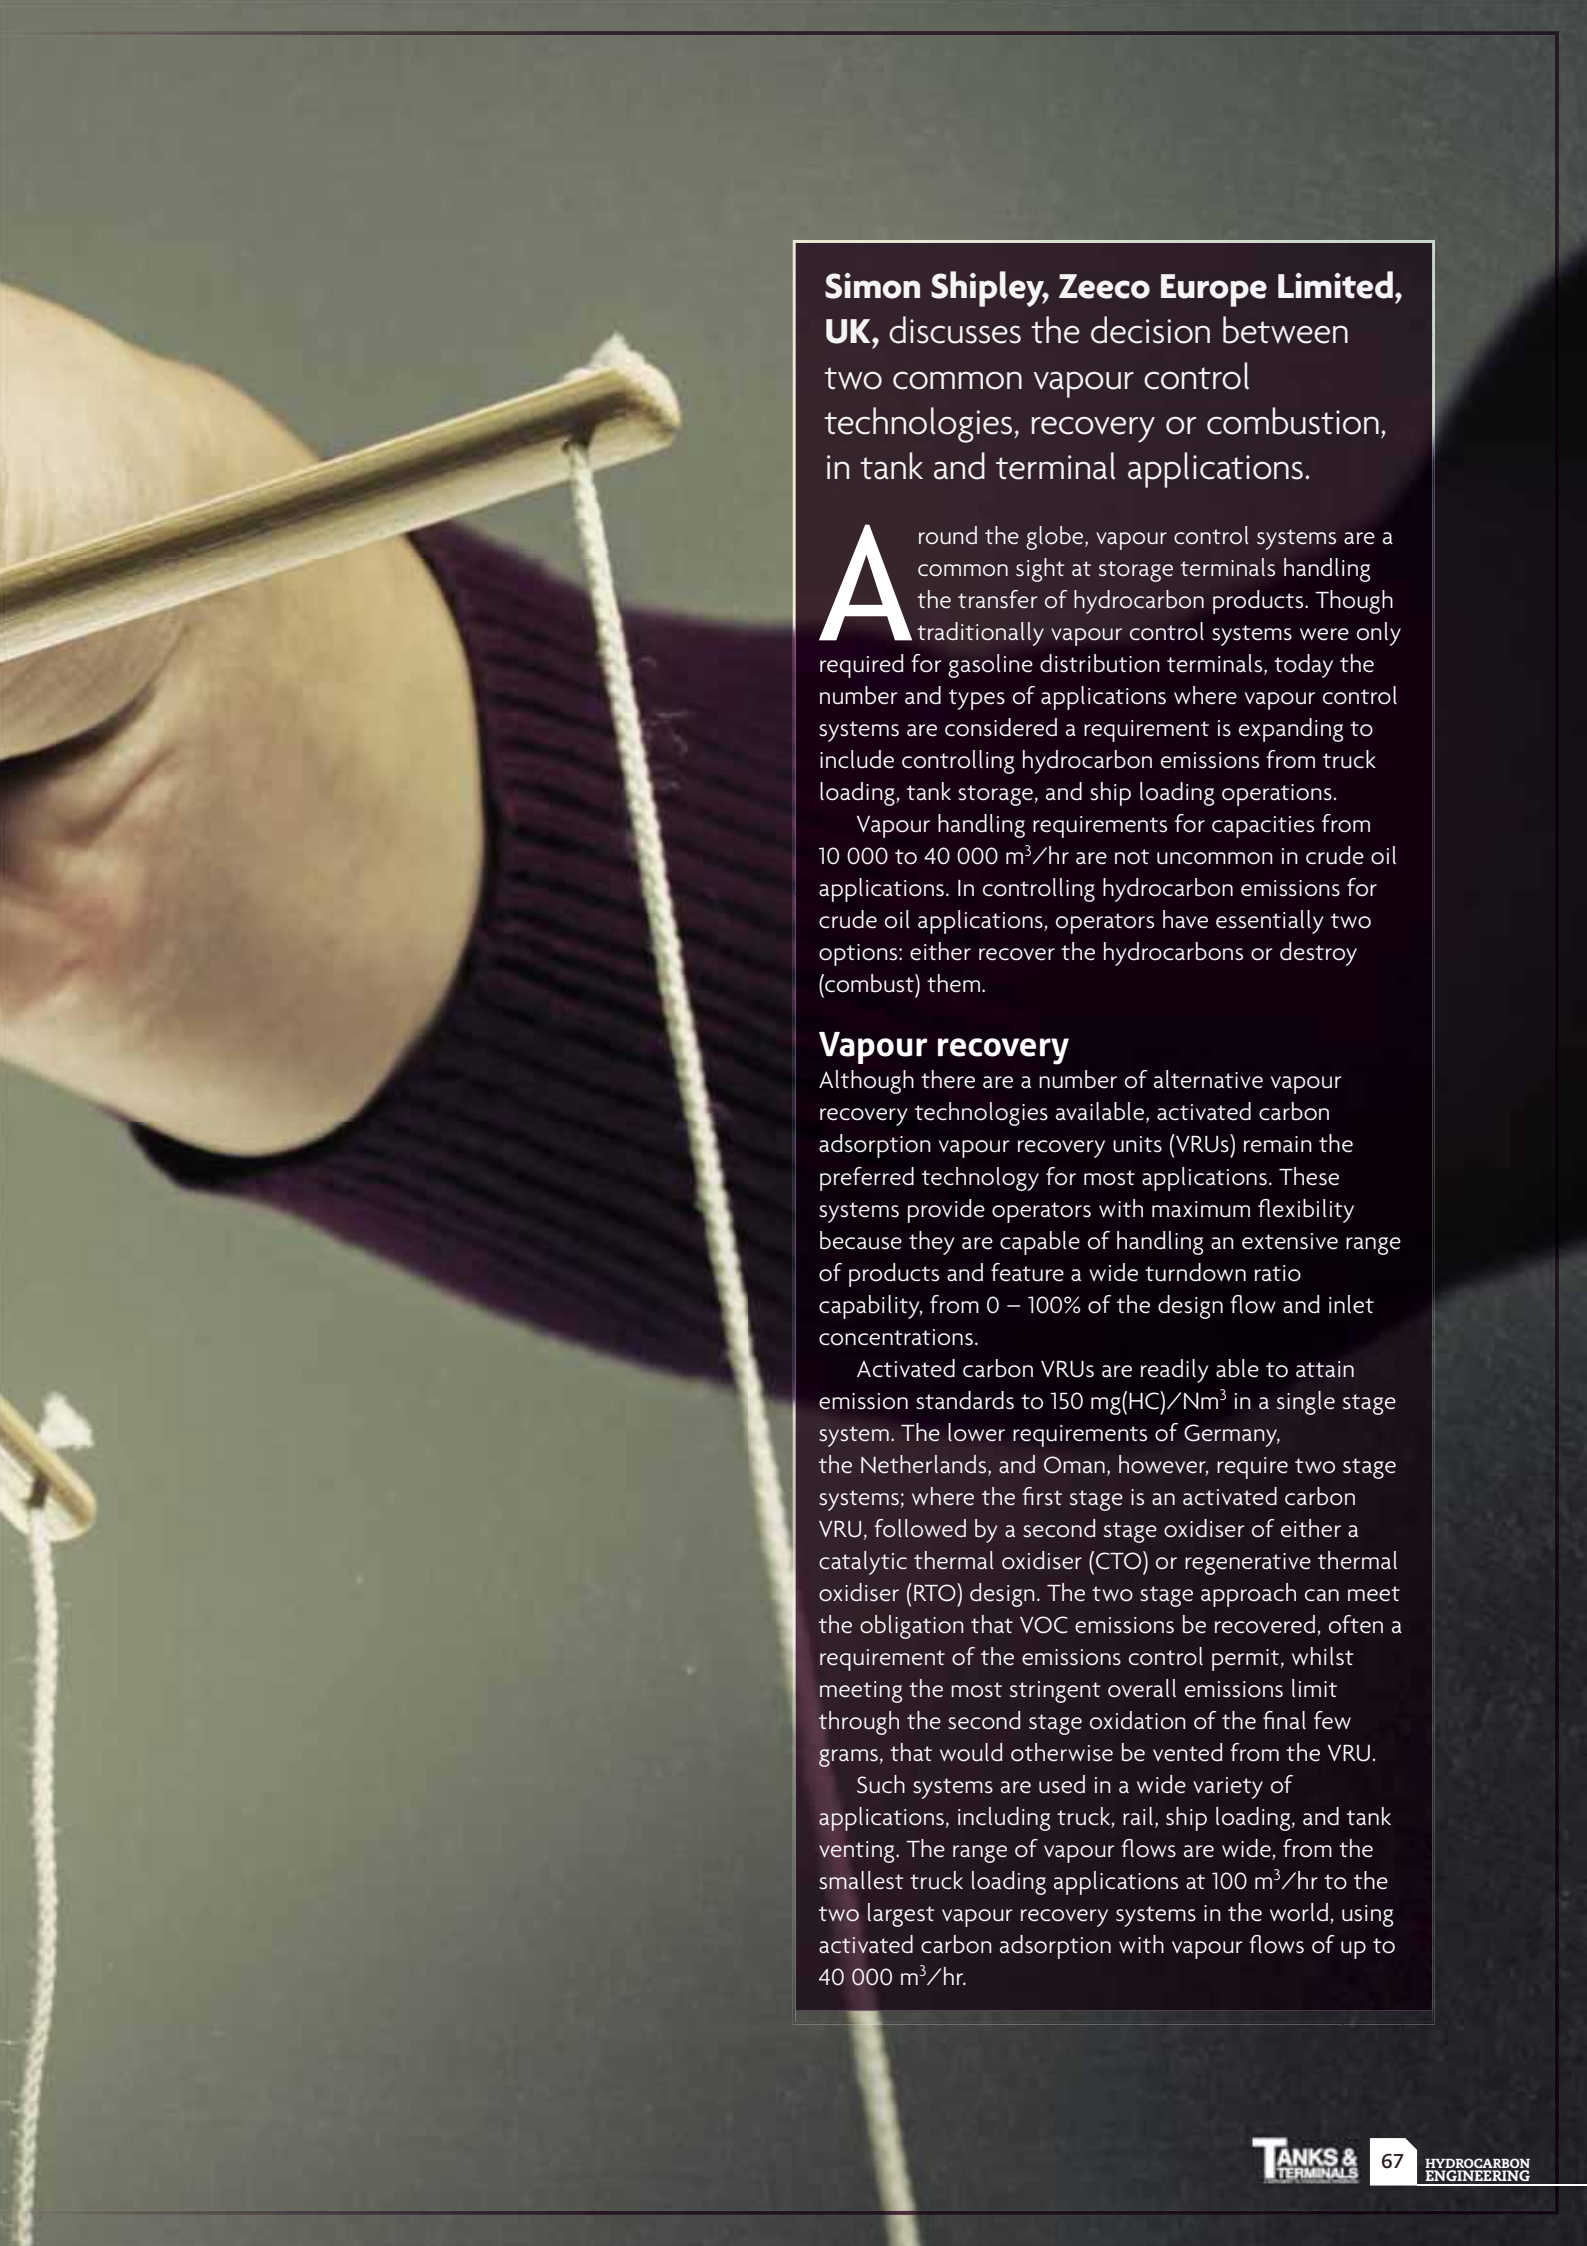 Simon Shipley, Zeeco Europe Limited,
UK, discusses the decision between
two common vapour control
technologies, recovery or combustion,
in tank and terminal applications.
Around the globe, vapour control systems are a
common sight at storage terminals handling
the transfer of hydrocarbon products. Though
traditionally vapour control systems were only
required for gasoline distribution terminals, today the
number and types of applications where vapour control
systems are considered a requirement is expanding to
include controlling hydrocarbon emissions from truck
loading, tank storage, and ship loading operations.
Vapour handling requirements for capacities from
10 000 to 40 000 m³/hr are not uncommon in crude oil
applications. In controlling hydrocarbon emissions for
crude oil applications, operators have essentially two
options: either recover the hydrocarbons or destroy
(combust) them.
Vapour recovery
Although there are a number of alternative vapour
recovery technologies available, activated carbon
adsorption vapour recovery units (VRUs) remain the
preferred technology for most applications. These
systems provide operators with maximum flexibility
because they are capable of handling an extensive range
of products and feature a wide turndown ratio
capability, from 0 – 100% of the design flow and inlet
concentrations.
Activated carbon VRUs are readily able to attain
emission standards to 150 mg(HC)/Nm³ in a single stage
system. The lower requirements of Germany,
the Netherlands, and Oman, however, require two stage
systems; where the first stage is an activated carbon
VRU, followed by a second stage oxidiser of either a
catalytic thermal oxidiser (CTO) or regenerative thermal
oxidiser (RTO) design. The two stage approach can meet
the obligation that VOC emissions be recovered, often a
requirement of the emissions control permit, whilst
meeting the most stringent overall emissions limit
through the second stage oxidation of the final few
grams, that would otherwise be vented from the VRU.
Such systems are used in a wide variety of
applications, including truck, rail, ship loading, and tank
venting. The range of vapour flows are wide, from the
smallest truck loading applications at 100 m³/hr to the
two largest vapour recovery systems in the world, using
activated carbon adsorption with vapour flows of up to
40 000 m³/hr.
TANKS &
TERMINALS
67
HYDROCARBON
ENGINEERING